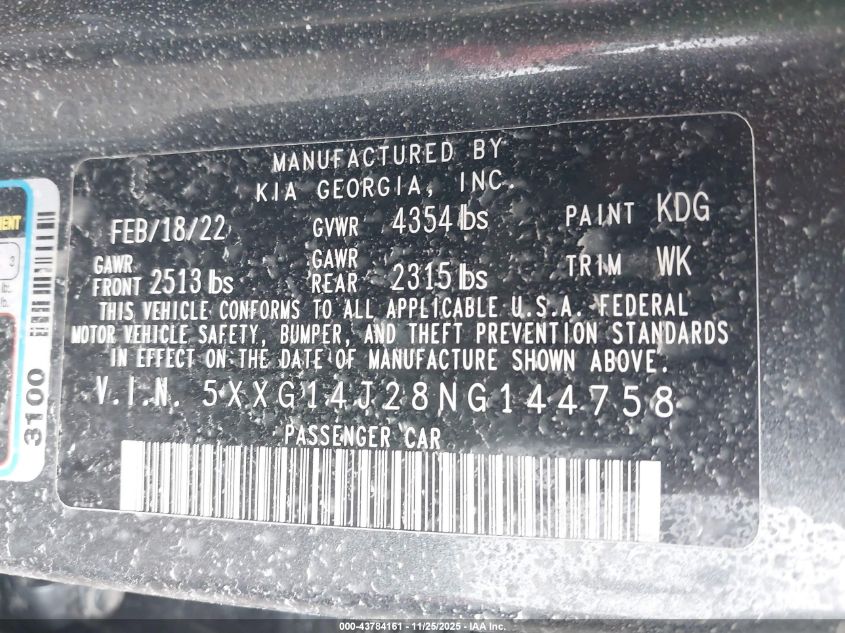 MANUFACTURED BY
KIA GEORGIA, INC.
FEB/18/22 GVWR 4354 lbs PAINT KDG
GAWR FRONT 2513 lbs GAWR REAR 2315 lbs TRIM WK
THIS VEHICLE CONFORMS TO ALL APPLICABLE U.S.A. FEDERAL
MOTOR VEHICLE SAFETY, BUMPER, AND THEFT PREVENTION STANDARDS
IN EFFECT ON THE DATE OF MANUFACTURE SHOWN ABOVE.
V.I.N. 5XXG14J28NG144758
PASSENGER CAR
3100
000-43784161 - 11/25/2025 - IAA Inc.